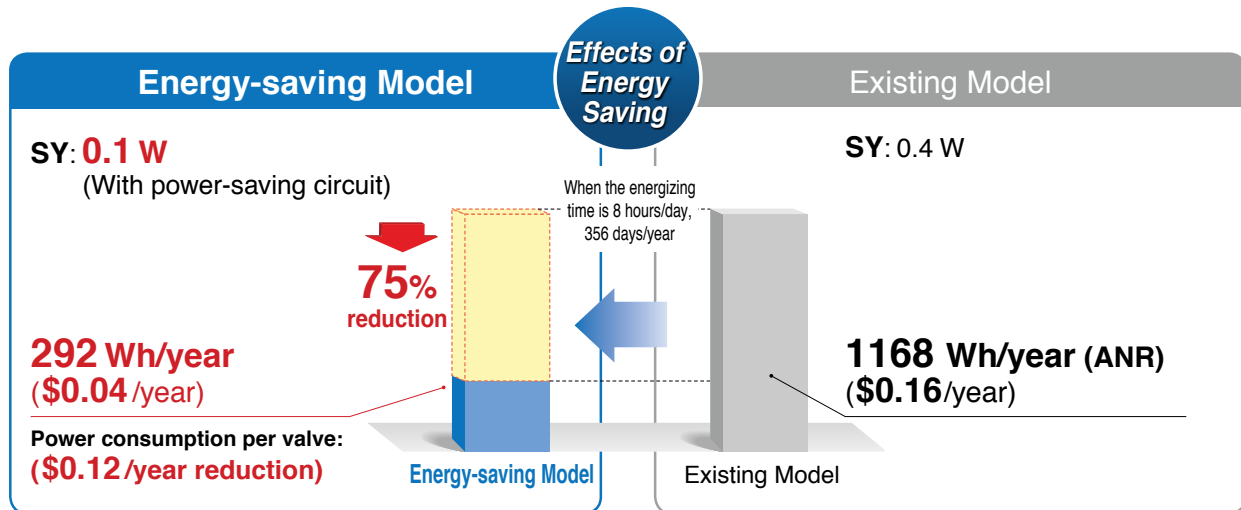 Effects of
Energy
Saving
Energy-saving Model
Existing Model
SY: 0.1 W
(With power-saving circuit)
SY: 0.4 W
When the energizing
time is 8 hours/day,
356 days/year
75%
reduction
292 Wh/year
($0.04/year)
1168 Wh/year (ANR)
($0.16/year)
Power consumption per valve:
($0.12/year reduction)
Energy-saving Model
Existing Model